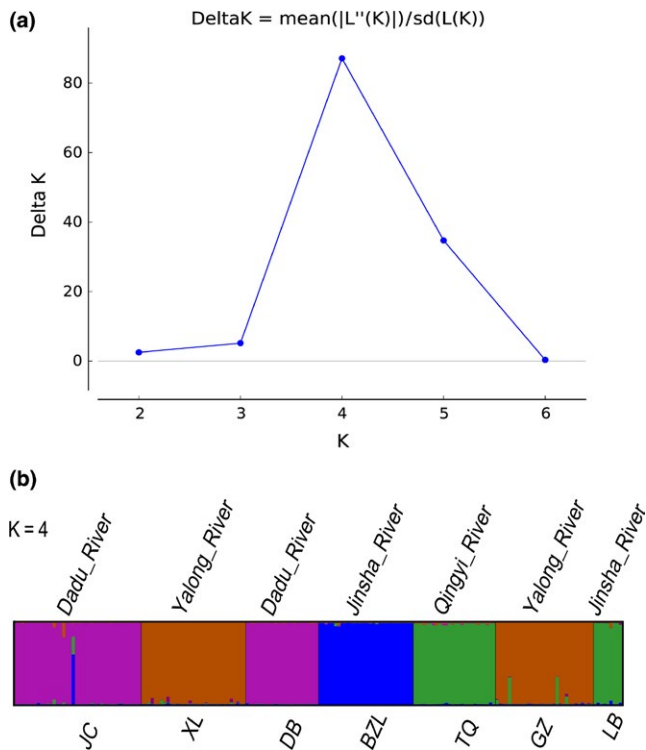 (a)
DeltaK = mean(|L''(K)|)/sd(L(K))
Delta K
80
60
40
20
0
2 3 4 5 6
K
(b)
K = 4
Dadu_River Yalong_River Dadu_River Jinsha_River Qingyi_River Yalong_River Jinsha_River
JC XL DB BZL TQ GZ LB